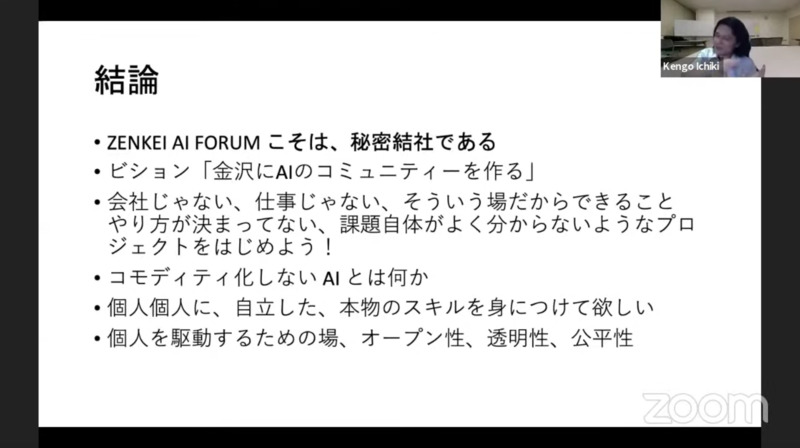 Kengo Ichiki
結論
• ZENKEI AI FORUM こそは、秘密結社である
• ビション「金沢にAIのコミュニティーを作る」
• 会社じゃない、仕事じゃない、そういう場だからできること
やり方が決まってない、課題自体がよく分からないようなプロ
ジェクトをはじめよう！
• コモディティ化しない AI とは何か
• 個人個人に、自立した、本物のスキルを身につけて欲しい
• 個人を駆動するための場、オープン性、透明性、公平性
zoom